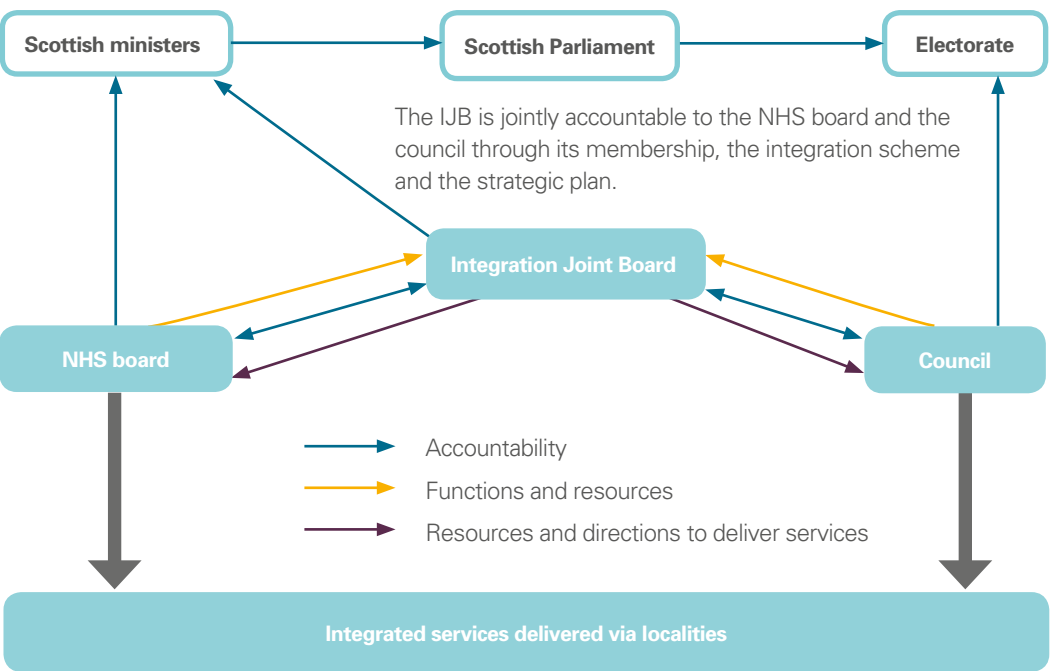 Scottish ministers
Scottish Parliament
Electorate
The IJB is jointly accountable to the NHS board and the
council through its membership, the integration scheme
and the strategic plan.
Integration Joint Board
NHS board
Council
Accountability
Functions and resources
Resources and directions to deliver services
Integrated services delivered via localities